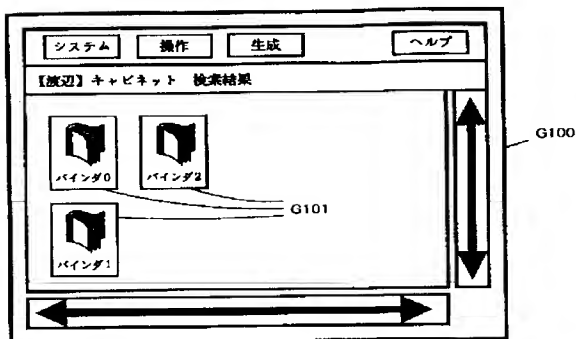 システム 操作 生成 ヘルプ
【渡辺】キャビネット 検索結果
G100
バインダ0 バインダ2
G101
バインダ1